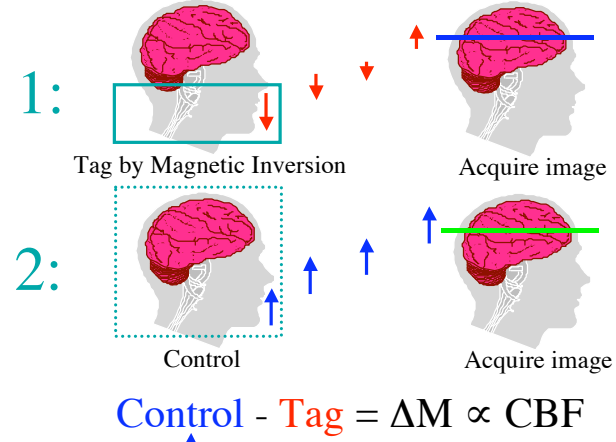 1:
Tag by Magnetic Inversion
Acquire image
2:
Control
Acquire image
Control - Tag = ΔM ∝ CBF